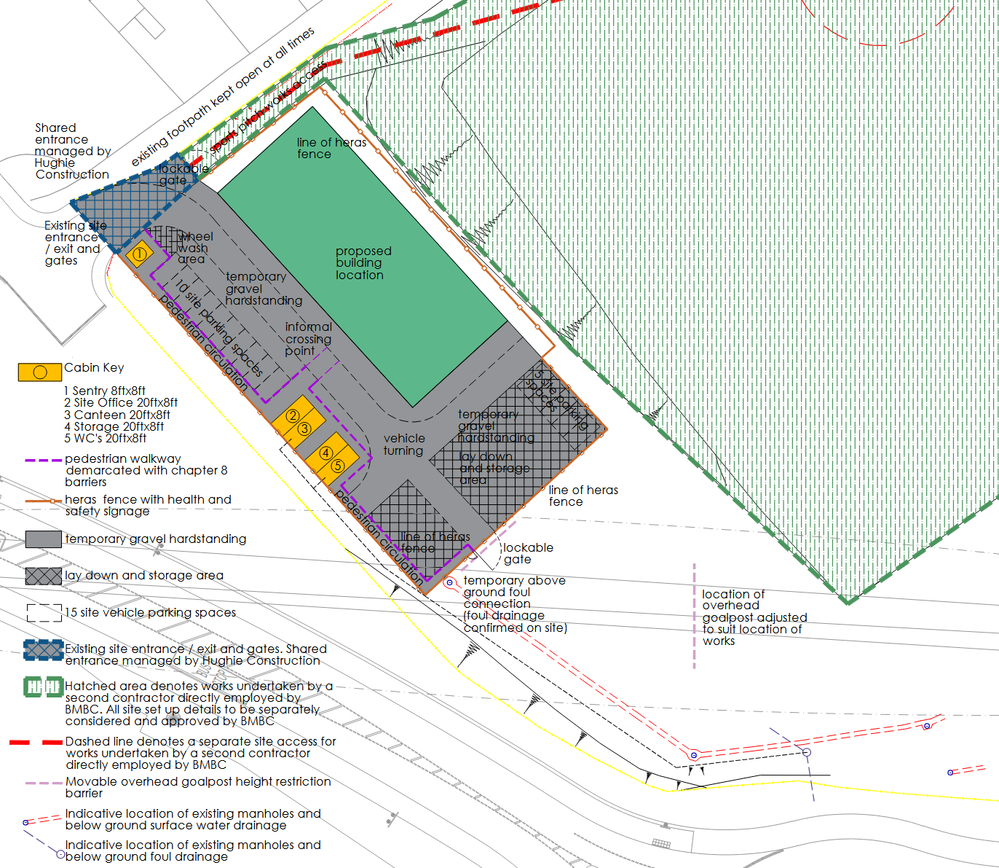 existing footpath kept open at all times
sports pitch works access
Shared
entrance
managed by
Hughie
Construction
lockable
gate
line of heras
fence
Existing site
entrance
/ exit and
gates
1
wheel
wash
area
proposed
building
location
temporary
gravel
hardstanding
10 site parking spaces
pedestrian circulation
informal
crossing
point
5 site parking
spaces
2
3
4
5
temporary
gravel
hardstanding
vehicle
turning
lay down
and storage
area
line of heras
fence
pedestrian circulation
line of heras
fence
lockable
gate
temporary above
ground foul
connection
(foul drainage
confirmed on site)
location of
overhead
goalpost adjusted
to suit location of
works
Cabin Key
1 Sentry 8ftx8ft
2 Site Office 20ftx8ft
3 Canteen 20ftx8ft
4 Storage 20ftx8ft
5 WC's 20ftx8ft
pedestrian walkway
demarcated with chapter 8
barriers
heras fence with health and
safety signage
temporary gravel hardstanding
lay down and storage area
15 site vehicle parking spaces
Existing site entrance / exit and gates. Shared
entrance managed by Hughie Construction
Hatched area denotes works undertaken by a
second contractor directly employed by
BMBC. All site set up details to be separately
considered and approved by BMBC
Dashed line denotes a separate site access for
works undertaken by a second contractor
directly employed by BMBC
Movable overhead goalpost height restriction
barrier
Indicative location of existing manholes and
below ground surface water drainage
Indicative location of existing manholes and
below ground foul drainage